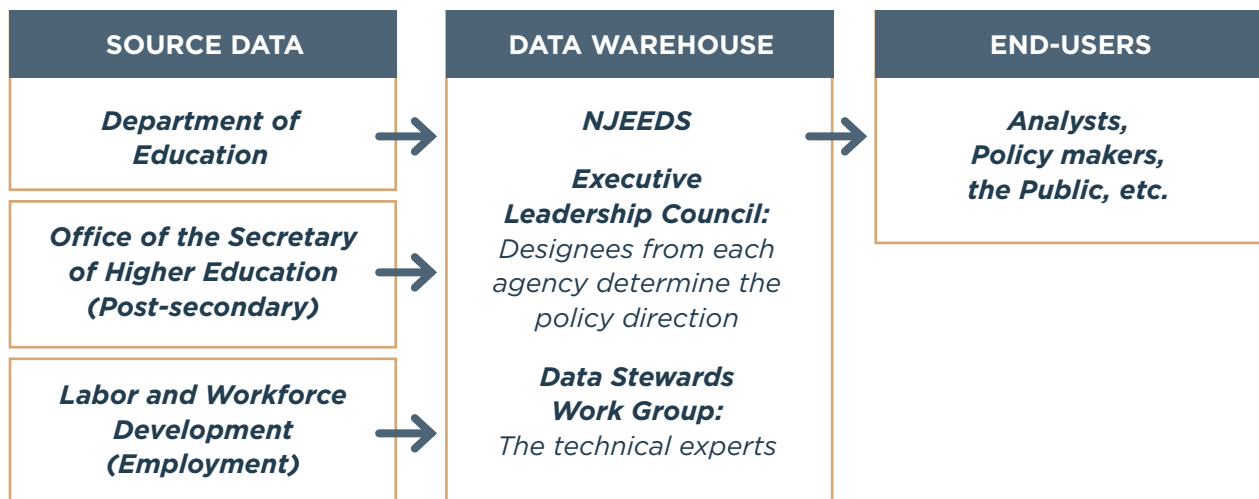 SOURCE DATA
Department of
Education
Office of the Secretary
of Higher Education
(Post-secondary)
Labor and Workforce
Development
(Employment)
DATA WAREHOUSE
NJEEDS
Executive
Leadership Council:
Designees from each
agency determine the
policy direction
Data Stewards
Work Group:
The technical experts
END-USERS
Analysts,
Policy makers,
the Public, etc.